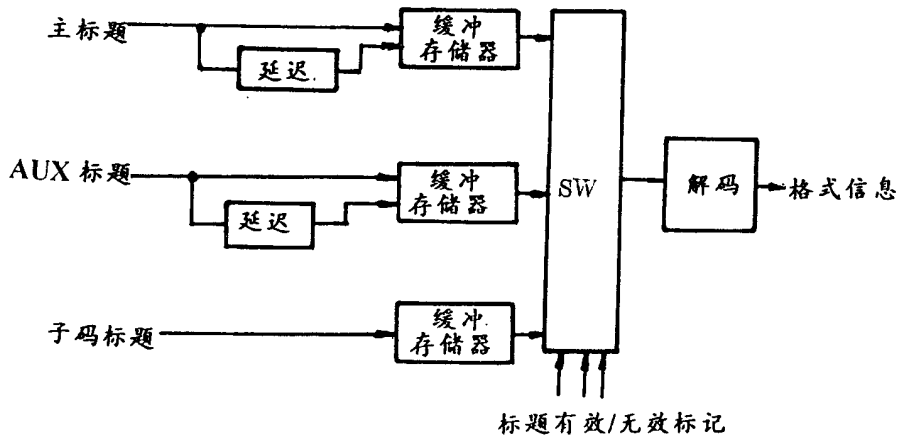 主标题
缓冲
存储器
延迟
AUX 标题
缓冲
存储器
延迟
SW
解码
格式信息
子码标题
缓冲
存储器
标题有效/无效标记